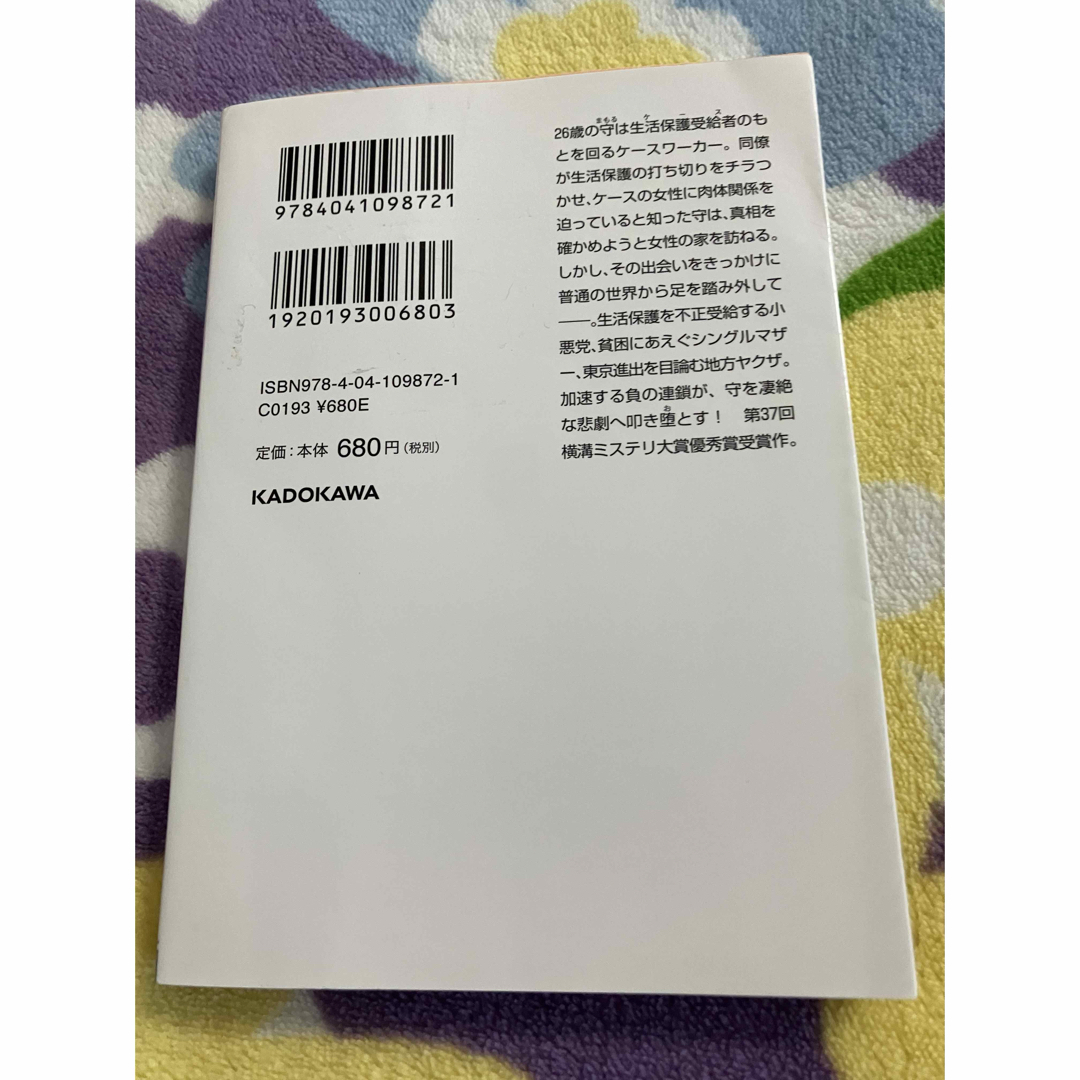 9784041098721
1920193006803
ISBN978-4-04-109872-1
C0193 ¥680E
定価:本体 680円(税別)
KADOKAWA
まもる ケース
26歳の守は生活保護受給者のも
とを回るケースワーカー。同僚
が生活保護の打ち切りをチラつ
かせ、ケースの女性に肉体関係を
迫っていると知った守は、真相を
確かめようと女性の家を訪ねる。
しかし、その出会いをきっかけに
普通の世界から足を踏み外して
――。生活保護を不正受給する小
悪党、貧困にあえぐシングルマザ
ー、東京進出を目論む地方ヤクザ。
加速する負の連鎖が、守を凄絶
お
な悲劇へ叩き堕とす! 第37回
横溝ミステリ大賞優秀賞受賞作。